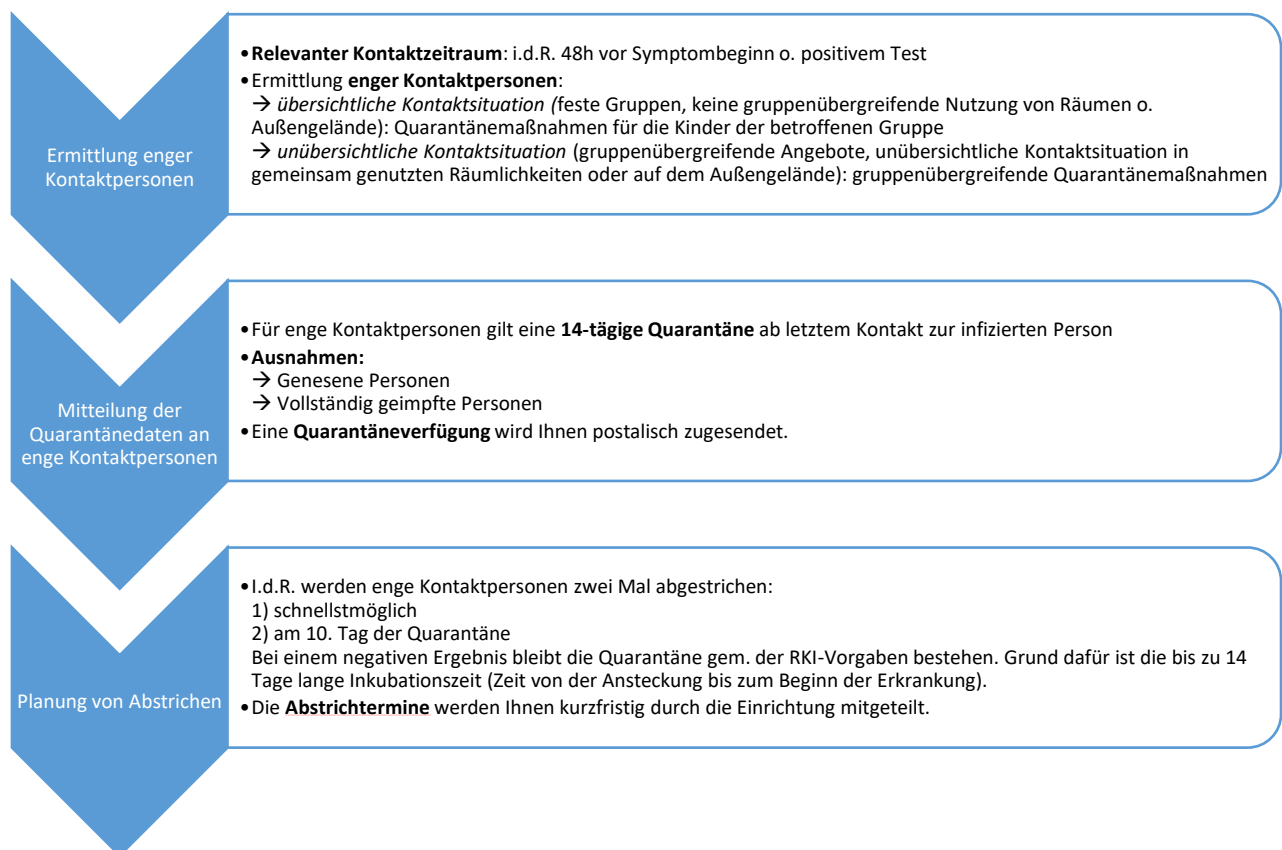 Ermittlung enger
Kontaktpersonen
•Relevanter Kontaktzeitraum: i.d.R. 48h vor Symptombeginn o. positivem Test
•Ermittlung enger Kontaktpersonen:
→ übersichtliche Kontaktsituation (feste Gruppen, keine gruppenübergreifende Nutzung von Räumen o.
Außengelände): Quarantänemaßnahmen für die Kinder der betroffenen Gruppe
→ unübersichtliche Kontaktsituation (gruppenübergreifende Angebote, unübersichtliche Kontaktsituation in
gemeinsam genutzten Räumlichkeiten oder auf dem Außengelände): gruppenübergreifende Quarantänemaßnahmen
Mitteilung der
Quarantänedaten an
enge Kontaktpersonen
•Für enge Kontaktpersonen gilt eine 14-tägige Quarantäne ab letztem Kontakt zur infizierten Person
•Ausnahmen:
→ Genesene Personen
→ Vollständig geimpfte Personen
•Eine Quarantäneverfügung wird Ihnen postalisch zugesendet.
Planung von Abstrichen
•I.d.R. werden enge Kontaktpersonen zwei Mal abgestrichen:
1) schnellstmöglich
2) am 10. Tag der Quarantäne
Bei einem negativen Ergebnis bleibt die Quarantäne gem. der RKI-Vorgaben bestehen. Grund dafür ist die bis zu 14
Tage lange Inkubationszeit (Zeit von der Ansteckung bis zum Beginn der Erkrankung).
•Die Abstrichtermine werden Ihnen kurzfristig durch die Einrichtung mitgeteilt.